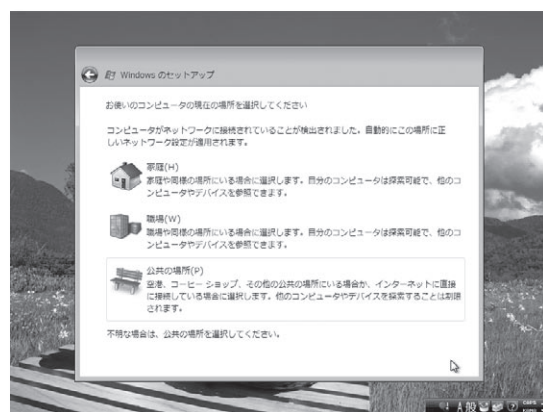 Windows のセットアップ
お使いのコンピュータの現在の場所を選択してください
コンピュータがネットワークに接続されていることが検出されました。自動的にこの場所に正
しいネットワーク設定が適用されます。
家庭(H)
家庭や同様の場所にいる場合に選択します。自分のコンピュータは探索可能で、他のコ
ンピュータやデバイスを参照できます。
職場(W)
職場や同様の場所にいる場合に選択します。自分のコンピュータは探索可能で、他のコ
ンピュータやデバイスを参照できます。
公共の場所(P)
空港、コーヒー ショップ、その他の公共の場所にいる場合か、インターネットに直接
に接続している場合に選択します。他のコンピュータやデバイスを探索することは制限
されます。
不明な場合は、公共の場所を選択してください。
A 般 CAPS
KANA